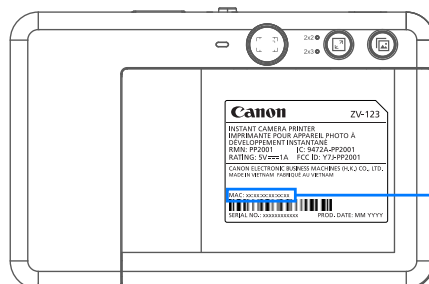 2x2
2x3
Canon ZV-123
INSTANT CAMERA PRINTER
IMPRIMANTE POUR APPAREIL PHOTO À
DÉVELOPPEMENT INSTANTANÉ
RMN: PP2001 IC: 9472A-PP2001
RATING: 5V⎓1A FCC ID: Y7J-PP2001
CANON ELECTRONIC BUSINESS MACHINES (H.K.) CO., LTD.
MADE IN VIETNAM FABRIQUÉ AU VIETNAM
MAC: xx:xx:xx:xx:xx:xx
SERIAL NO.: xxxxxxxxxxxx PROD. DATE: MM YYYY